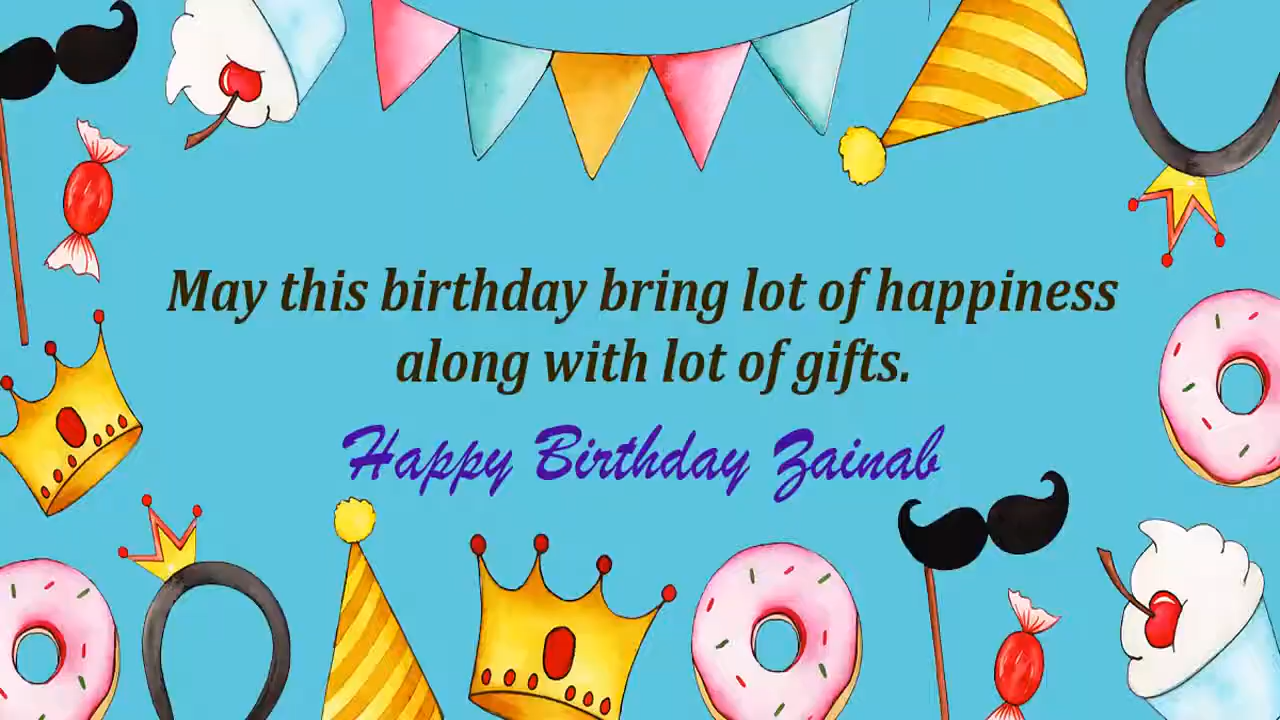 May this birthday bring lot of happiness
along with lot of gifts.
Happy Birthday Zainab